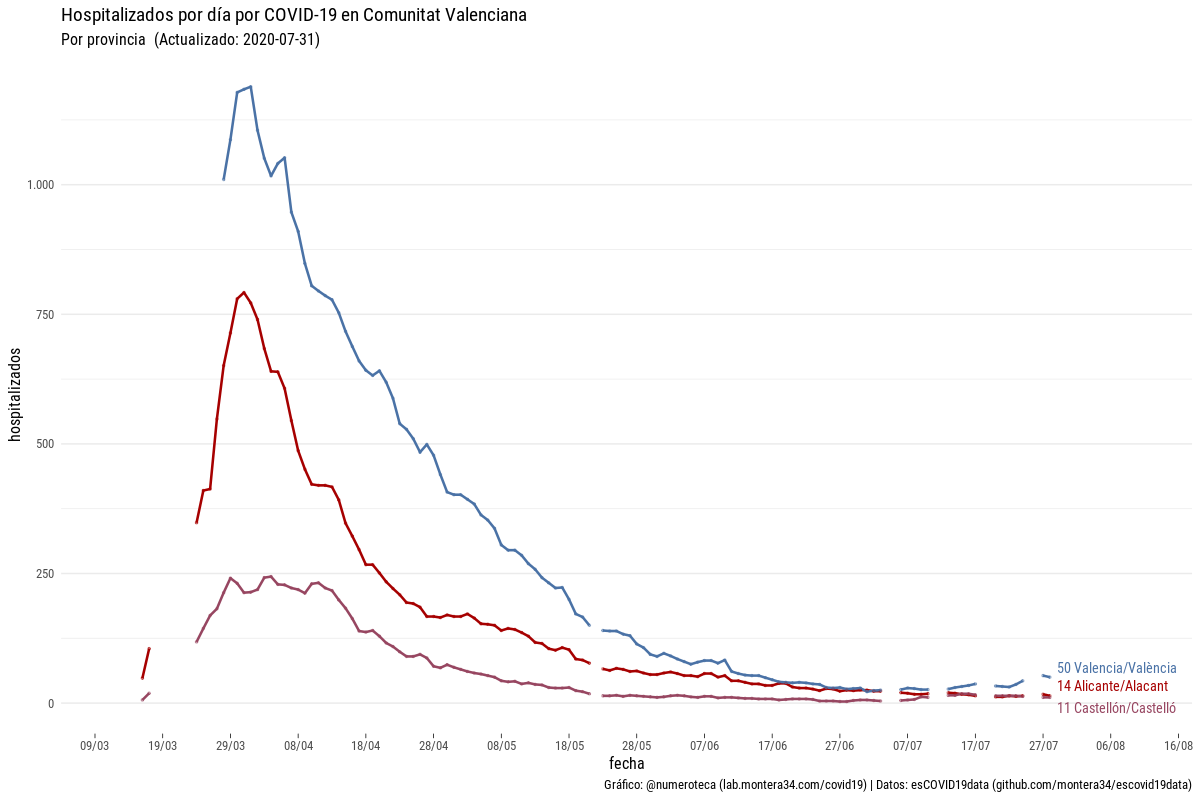 Hospitalizados por día por COVID-19 en Comunitat Valenciana
Por provincia (Actualizado: 2020-07-31)
hospitalizados
1.000
750
500
250
0
50 Valencia/València
14 Alicante/Alacant
11 Castellón/Castelló
09/03 19/03 29/03 08/04 18/04 28/04 08/05 18/05 28/05 07/06 17/06 27/06 07/07 17/07 27/07 06/08 16/08
fecha
Gráfico: @numeroteca (lab.montera34.com/covid19) | Datos: esCOVID19data (github.com/montera34/escovid19data)